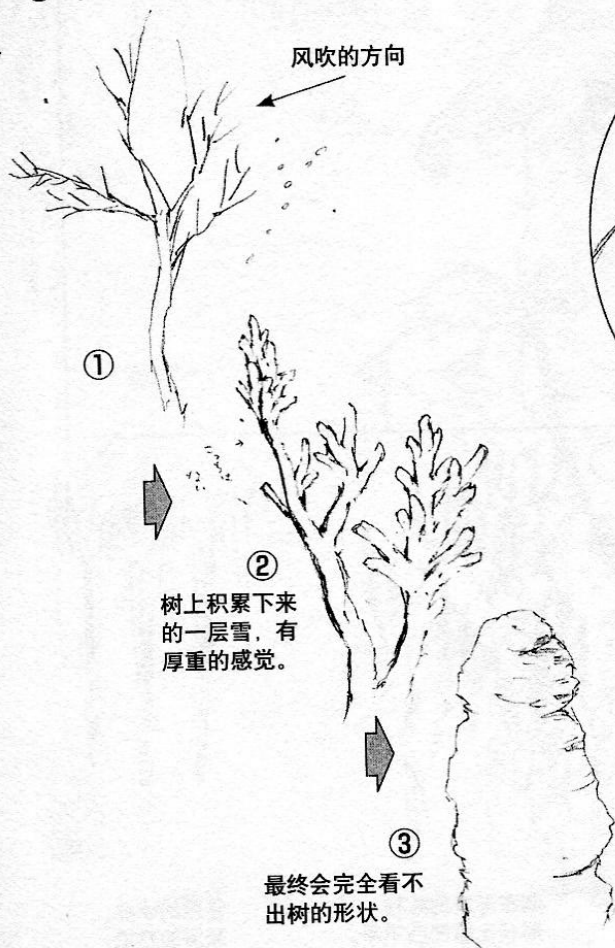 风吹的方向
①
②
树上积累下来
的一层雪，有
厚重的感觉。
③
最终会完全看不
出树的形状。